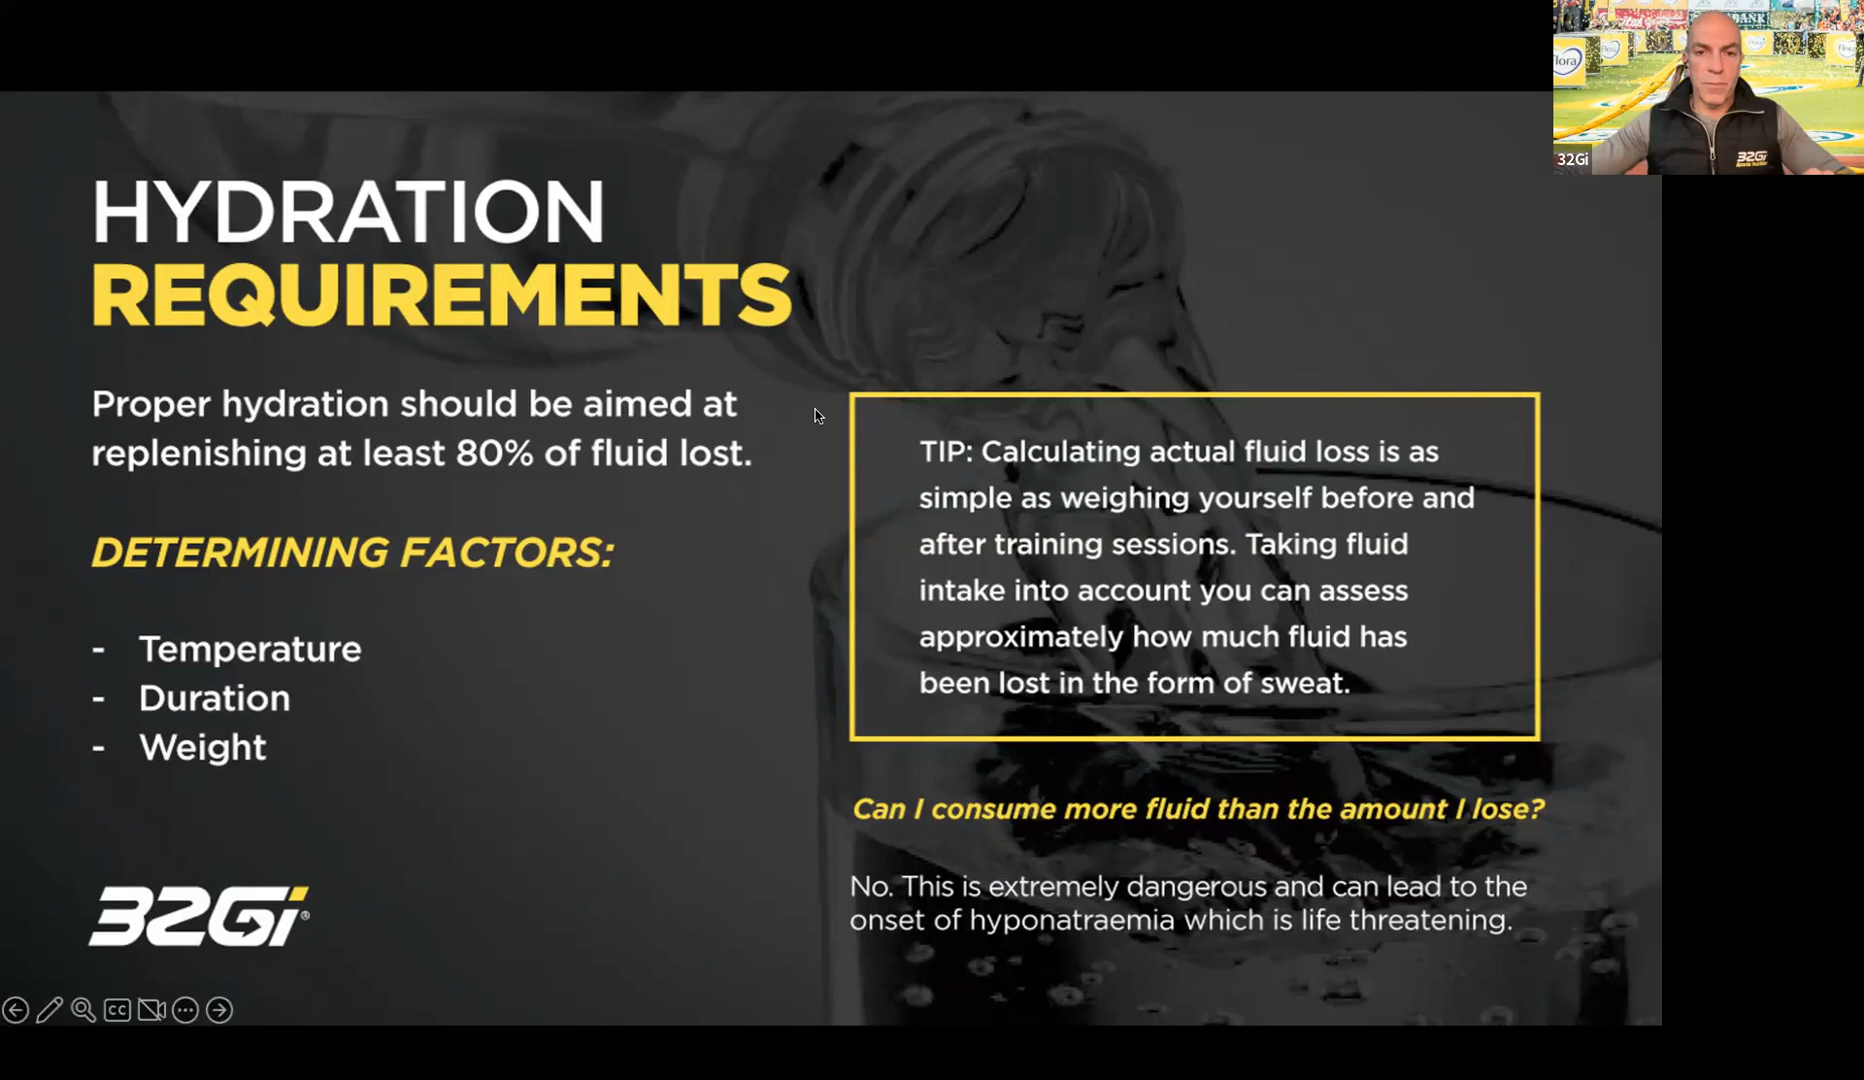 HYDRATION
REQUIREMENTS
Proper hydration should be aimed at
replenishing at least 80% of fluid lost.
DETERMINING FACTORS:
- Temperature
- Duration
- Weight
32Gi®
TIP: Calculating actual fluid loss is as
simple as weighing yourself before and
after training sessions. Taking fluid
intake into account you can assess
approximately how much fluid has
been lost in the form of sweat.
Can I consume more fluid than the amount I lose?
No. This is extremely dangerous and can lead to the
onset of hyponatraemia which is life threatening.
CC
Flora
32Gi
32Gi